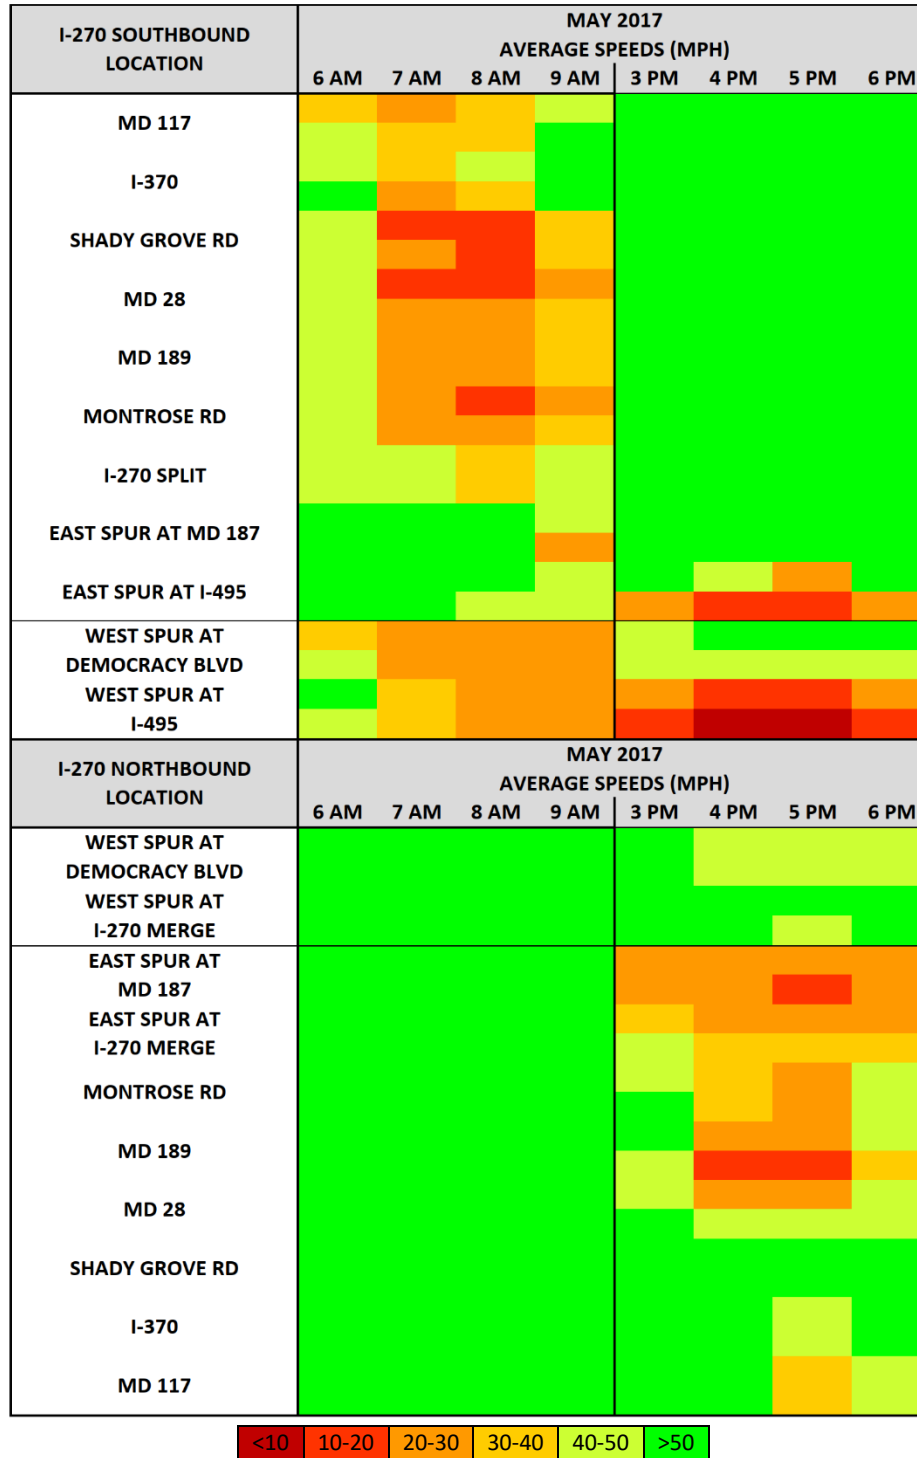 I-270 SOUTHBOUND
LOCATION
MAY 2017
AVERAGE SPEEDS (MPH)
6 AM 7 AM 8 AM 9 AM 3 PM 4 PM 5 PM 6 PM
MD 117
I-370
SHADY GROVE RD
MD 28
MD 189
MONTROSE RD
I-270 SPLIT
EAST SPUR AT MD 187
EAST SPUR AT I-495
WEST SPUR AT
DEMOCRACY BLVD
WEST SPUR AT
I-495
I-270 NORTHBOUND
LOCATION
MAY 2017
AVERAGE SPEEDS (MPH)
6 AM 7 AM 8 AM 9 AM 3 PM 4 PM 5 PM 6 PM
WEST SPUR AT
DEMOCRACY BLVD
WEST SPUR AT
I-270 MERGE
EAST SPUR AT
MD 187
EAST SPUR AT
I-270 MERGE
MONTROSE RD
MD 189
MD 28
SHADY GROVE RD
I-370
MD 117
<10 10-20 20-30 30-40 40-50 >50